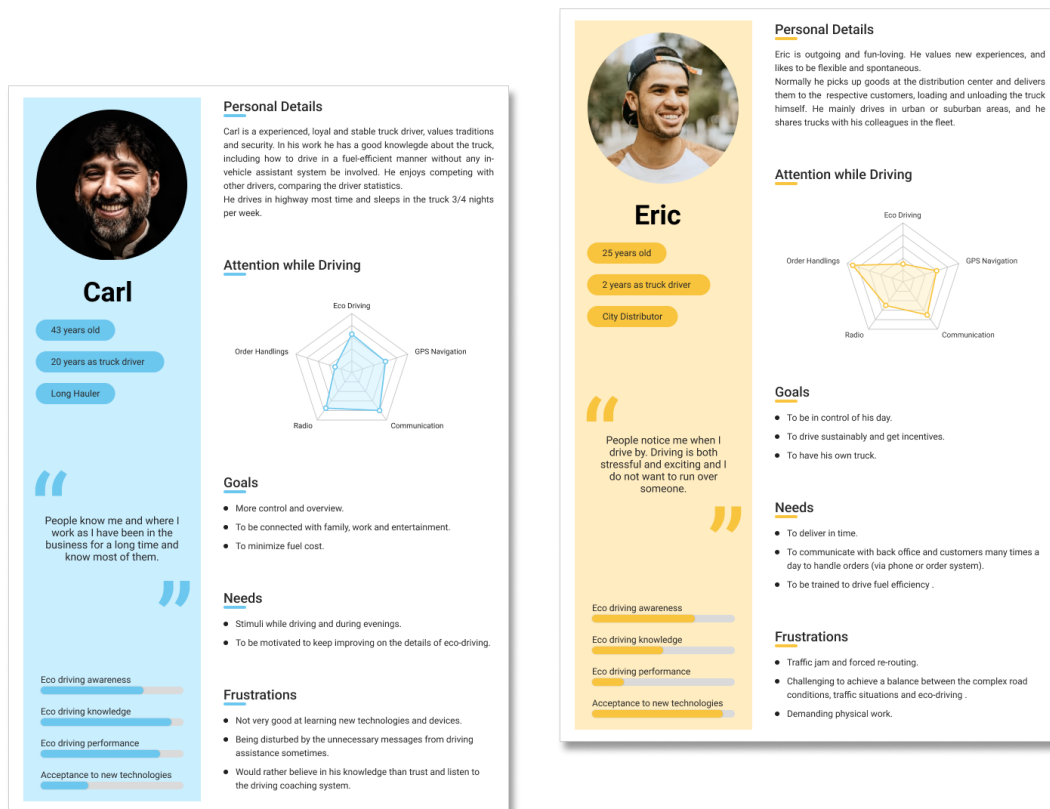 Carl
43 years old
20 years as truck driver
Long Hauler
“
People know me and where I
work as I have been in the
business for a long time and
know most of them.
”
Eco driving awareness
Eco driving knowledge
Eco driving performance
Acceptance to new technologies
Personal Details
Carl is a experienced, loyal and stable truck driver, values traditions
and security. In his work he has a good knowlegde about the truck,
including how to drive in a fuel-efficient manner without any in-
vehicle assistant system be involved. He enjoys competing with
other drivers, comparing the driver statistics.
He drives in highway most time and sleeps in the truck 3/4 nights
per week.
Attention while Driving
Eco Driving
Order Handlings
GPS Navigation
Radio
Communication
Goals
• More control and overview.
• To be connected with family, work and entertainment.
• To minimize fuel cost.
Needs
• Stimuli while driving and during evenings.
• To be motivated to keep improving on the details of eco-driving.
Frustrations
• Not very good at learning new technologies and devices.
• Being disturbed by the unnecessary messages from driving
assistance sometimes.
• Would rather believe in his knowledge than trust and listen to
the driving coaching system.
Eric
25 years old
2 years as truck driver
City Distributor
“
People notice me when I
drive by. Driving is both
stressful and exciting and I
do not want to run over
someone.
”
Eco driving awareness
Eco driving knowledge
Eco driving performance
Acceptance to new technologies
Personal Details
Eric is outgoing and fun-loving. He values new experiences, and
likes to be flexible and spontaneous.
Normally he picks up goods at the distribution center and delivers
them to the respective customers, loading and unloading the truck
himself. He mainly drives in urban or suburban areas, and he
shares trucks with his colleagues in the fleet.
Attention while Driving
Eco Driving
Order Handlings
GPS Navigation
Radio
Communication
Goals
• To be in control of his day.
• To drive sustainably and get incentives.
• To have his own truck.
Needs
• To deliver in time.
• To communicate with back office and customers many times a
day to handle orders (via phone or order system).
• To be trained to drive fuel efficiency .
Frustrations
• Traffic jam and forced re-routing.
• Challenging to achieve a balance between the complex road
conditions, traffic situations and eco-driving .
• Demanding physical work.